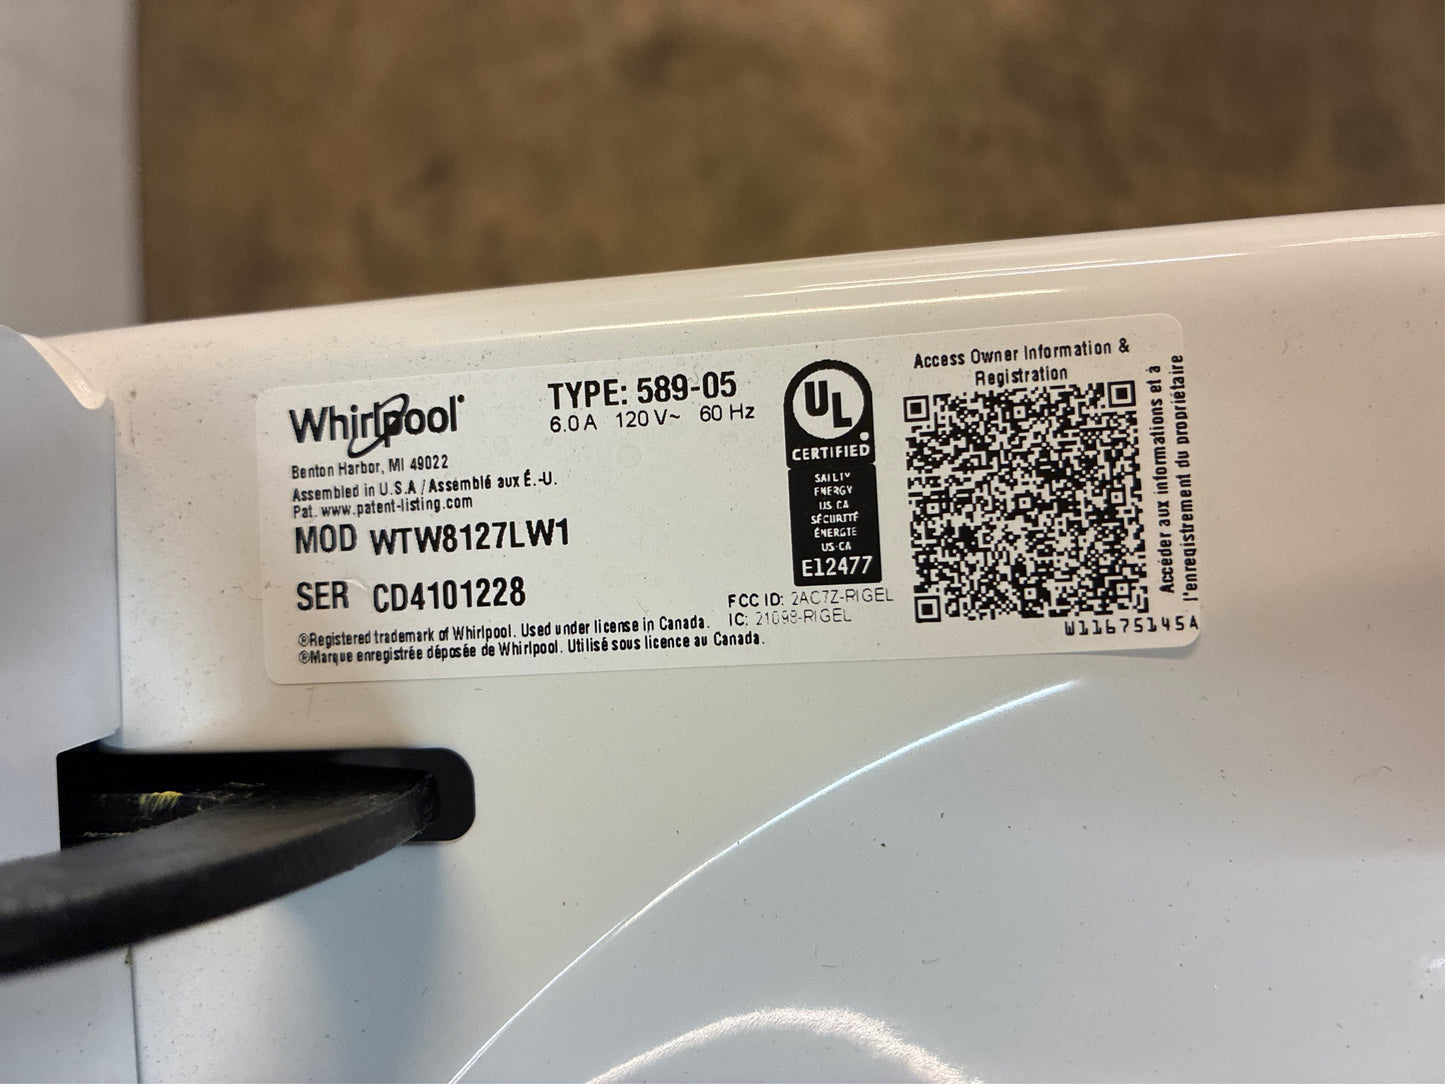 Whirlpool®
Benton Harbor, MI 49022
Assembled in U.S.A / Assemblé aux É.-U.
Pat. www.patent-listing.com
MOD WTW8127LW1
SER CD4101228
®Registered trademark of Whirlpool. Used under license in Canada.
®Marque enregistrée déposée de Whirlpool. Utilisé sous licence au Canada.
TYPE: 589-05
6.0 A 120 V~ 60 Hz
UL
CERTIFIED
ENERGY
US CA
SÉCURITÉ
ÉNERGIE
US-CA
E12477
FCC ID: 2AC7Z-RIGEL
IC: 21098-RIGEL
Access Owner Information &
Registration
Accéder aux informations et à
l'enregistrement du propriétaire
W11675145A